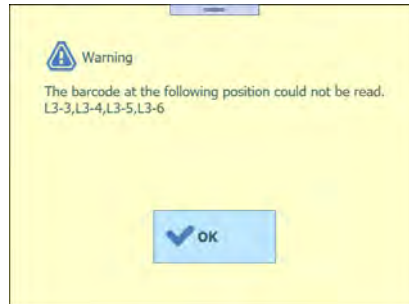 Warning
The barcode at the following position could not be read.
L3-3,L3-4,L3-5,L3-6
OK